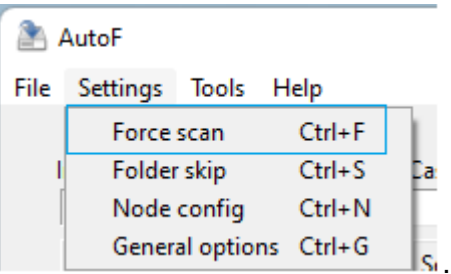 AutoF
File Settings Tools Help
Force scan Ctrl+F
Folder skip Ctrl+S
Node config Ctrl+N
General options Ctrl+G